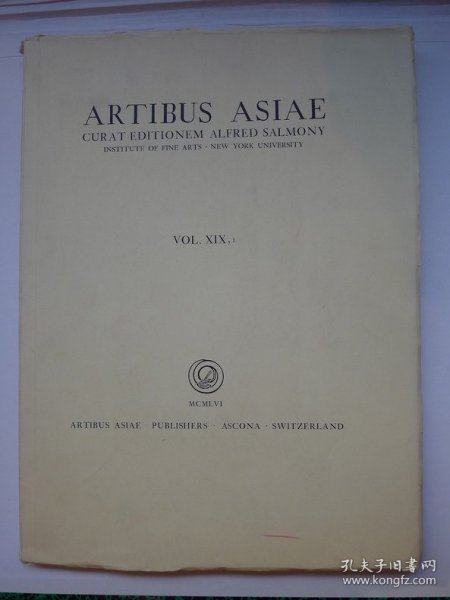 ARTIBUS ASIAE
CURAT EDITIONEM ALFRED SALMONY
INSTITUTE OF FINE ARTS · NEW YORK UNIVERSITY
VOL. XIX, 1
MCMLVI
ARTIBUS ASIAE · PUBLISHERS · ASCONA · SWITZERLAND
孔夫子旧书网
www.kongfz.com